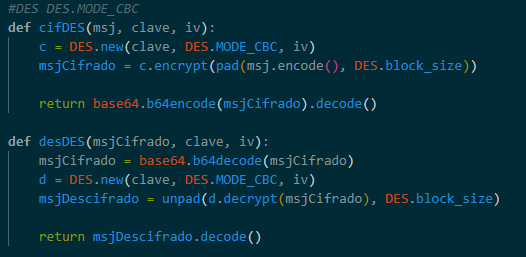 #DES DES.MODE_CBC
def cifDES(msj, clave, iv):
    c = DES.new(clave, DES.MODE_CBC, iv)
    msjCifrado = c.encrypt(pad(msj.encode(), DES.block_size))

    return base64.b64encode(msjCifrado).decode()

def desDES(msjCifrado, clave, iv):
    msjCifrado = base64.b64decode(msjCifrado)
    d = DES.new(clave, DES.MODE_CBC, iv)
    msjDescifrado = unpad(d.decrypt(msjCifrado), DES.block_size)

    return msjDescifrado.decode()